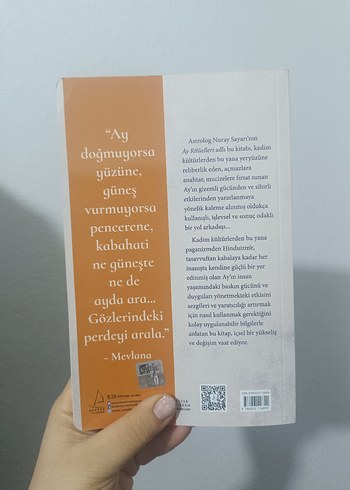 “Ay
doğmuyorsa
yüzüne,
güneş
vurmuyorsa
pencerene,
kabahati
ne güneşte
ne de
ayda ara...
Gözlerindeki
perdeyi arala.”
- Mevlana
Astrolog Nuray Sayarı'nın
Ay Ritüelleri adlı bu kitabı, kadim
kültürlerden bu yana yeryüzüne
rehberlik eden, açmazlara
anahtar, mucizelere fırsat sunan
Ay'ın gizemli gücünden ve sihirli
etkilerinden yararlanmaya
yönelik kaleme alınmış oldukça
kullanışlı, işlevsel ve sonuç odaklı
bir yol arkadaşı...
Kadim kültürlerden bu yana
paganizmden Hinduizmie,
tasavvuftan kabalaya kadar her
inanışta kendine güçlü bir yer
edinmiş olan Ay'ın insan
yaşamındaki baskın gücünü ve
duyguları yönetmekteki etkisini
sezgileri ve yaratıcılığı artırmak
için nasıl kullanmak gerektiğini
kolay uygulanabilir bilgilerle
anlatan bu kitap, içsel bir yükseliş
ve değişim vaat ediyor.